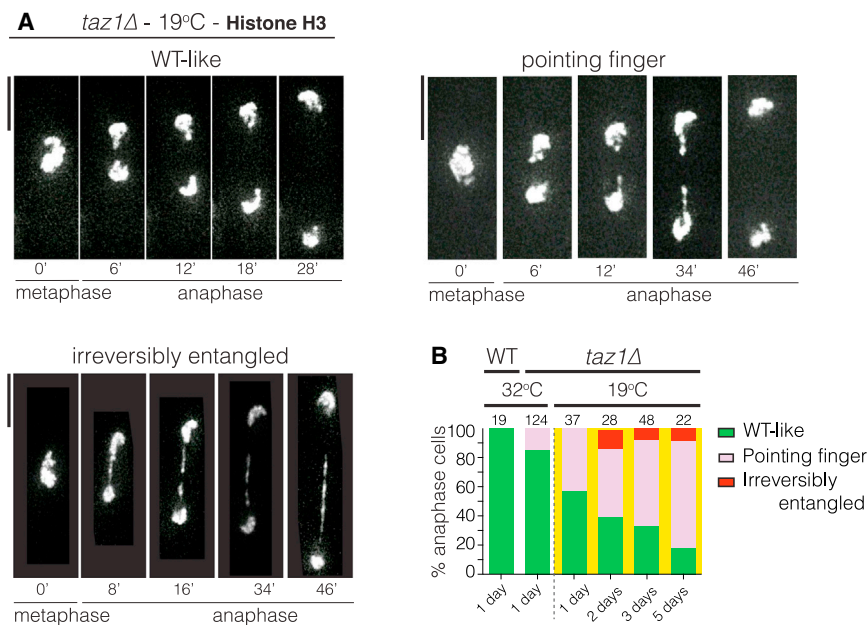 A
taz1Δ - 19ºC - Histone H3
WT-like
0' 6' 12' 18' 28'
metaphase anaphase
pointing finger
0' 6' 12' 34' 46'
metaphase anaphase
irreversibly entangled
0' 8' 16' 34' 46'
metaphase anaphase
B
WT taz1Δ
32ºC 19ºC
19 124 37 28 48 22
% anaphase cells
100
80
60
40
20
0
1 day 1 day 1 day 2 days 3 days 5 days
WT-like
Pointing finger
Irreversibly
entangled